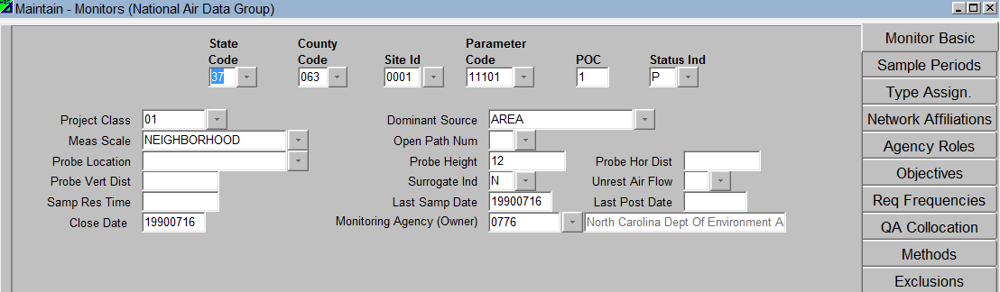 Maintain - Monitors (National Air Data Group)
State Code County Code Site Id Parameter Code POC Status Ind
37 063 0001 11101 1 P
Project Class 01 Dominant Source AREA
Meas Scale NEIGHBORHOOD Open Path Num
Probe Location Probe Height 12 Probe Hor Dist
Probe Vert Dist Surrogate Ind N Unrest Air Flow
Samp Res Time Last Samp Date 19900716 Last Post Date
Close Date 19900716 Monitoring Agency (Owner) 0776 North Carolina Dept Of Environment A
Monitor Basic
Sample Periods
Type Assign.
Network Affiliations
Agency Roles
Objectives
Req Frequencies
QA Collocation
Methods
Exclusions